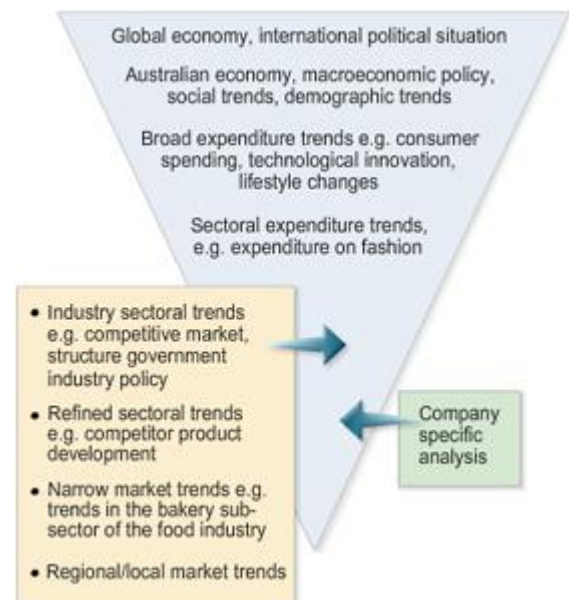 Global economy, international political situation
Australian economy, macroeconomic policy,
social trends, demographic trends
Broad expenditure trends e.g. consumer
spending, technological innovation,
lifestyle changes
Sectoral expenditure trends,
e.g. expenditure on fashion
• Industry sectoral trends
e.g. competitive market,
structure government
industry policy
• Refined sectoral trends
e.g. competitor product
development
• Narrow market trends e.g.
trends in the bakery sub-
sector of the food industry
• Regional/local market trends
Company
specific
analysis